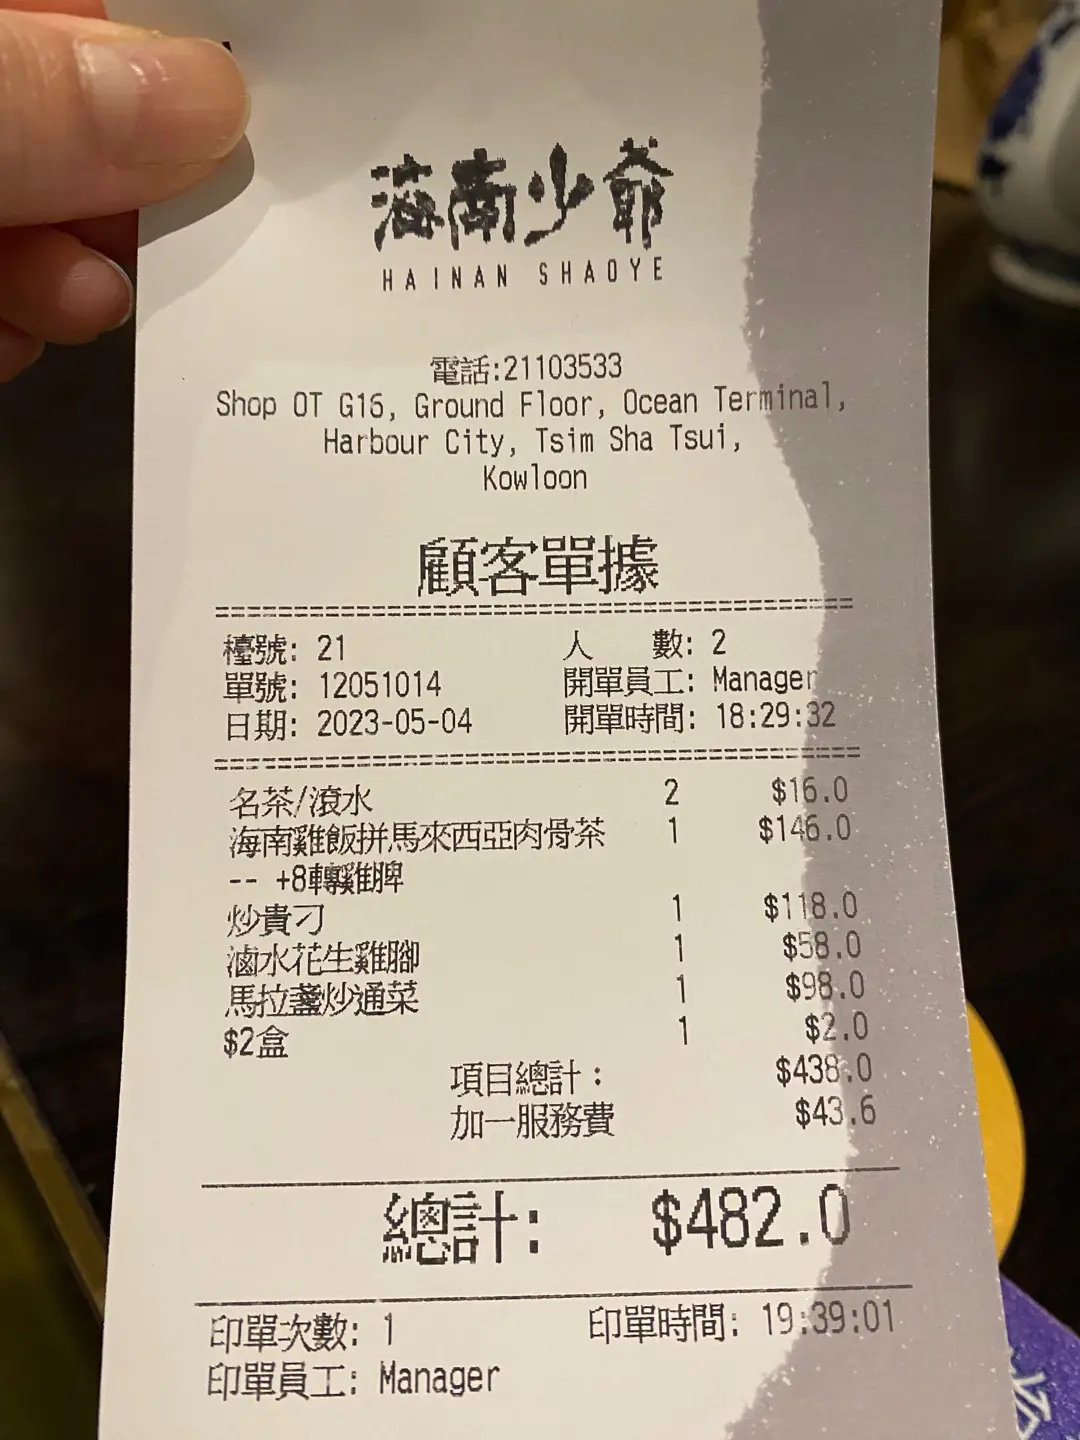 海南少爺
HAINAN SHAOYE
電話:21103533
Shop OT G16, Ground Floor, Ocean Terminal,
Harbour City, Tsim Sha Tsui,
Kowloon
顧客單據
檯號: 21 人 數: 2
單號: 12051014 開單員工: Manager
日期: 2023-05-04 開單時間: 18:29:32
名茶/滾水 2 $16.0
海南雞飯拼馬來西亞肉骨茶 1 $146.0
-- +8轉雞脾
炒貴刁 1 $118.0
滷水花生雞腳 1 $58.0
馬拉盞炒通菜 1 $98.0
$2盒 1 $2.0
項目總計: $438.0
加一服務費 $43.6
總計: $482.0
印單次數: 1 印單時間: 19:39:01
印單員工: Manager